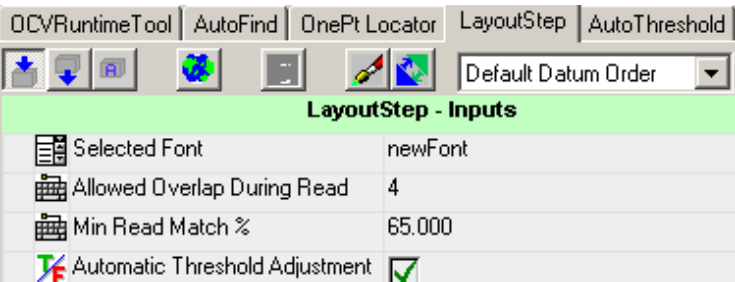 OCVRuntimeTool AutoFind OnePt Locator LayoutStep AutoThreshold
A Default Datum Order
LayoutStep - Inputs
Selected Font newFont
Allowed Overlap During Read 4
Min Read Match % 65.000
T/F Automatic Threshold Adjustment